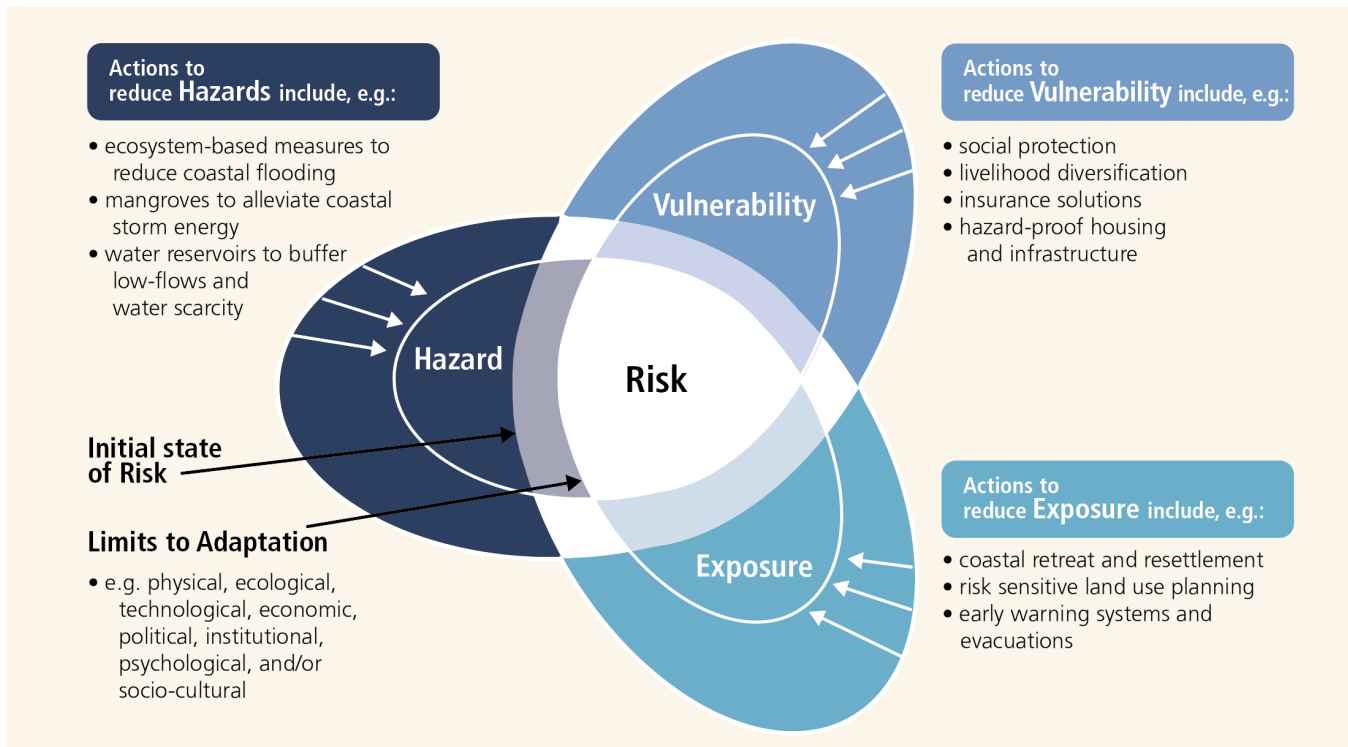 Actions to
reduce Hazards include, e.g.:
• ecosystem-based measures to
reduce coastal flooding
• mangroves to alleviate coastal
storm energy
• water reservoirs to buffer
low-flows and
water scarcity
Actions to
reduce Vulnerability include, e.g.:
• social protection
• livelihood diversification
• insurance solutions
• hazard-proof housing
and infrastructure
Vulnerability
Hazard
Risk
Exposure
Initial state
of Risk
Limits to Adaptation
• e.g. physical, ecological,
technological, economic,
political, institutional,
psychological, and/or
socio-cultural
Actions to
reduce Exposure include, e.g.:
• coastal retreat and resettlement
• risk sensitive land use planning
• early warning systems and
evacuations